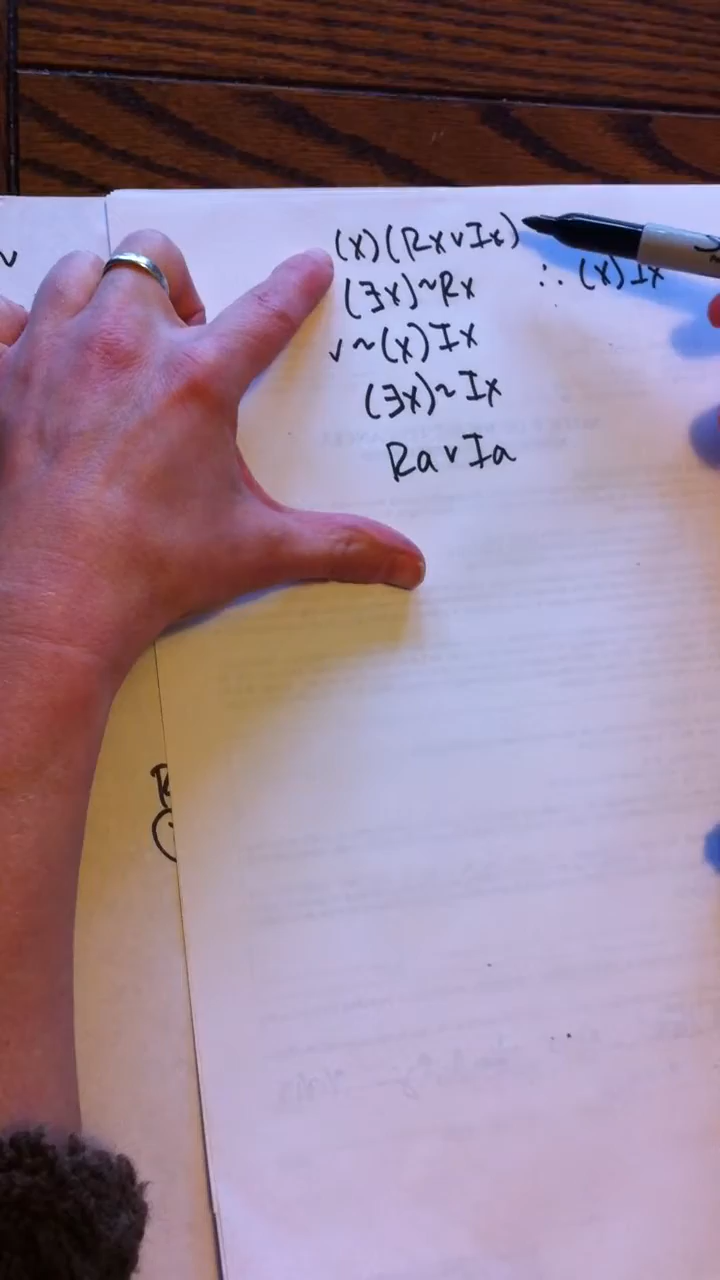 (x)(Rx∨Ix)
(∃x)~Rx ∴ (x)Ix
✓~(x)Ix
(∃x)~Ix
Ra∨Ia